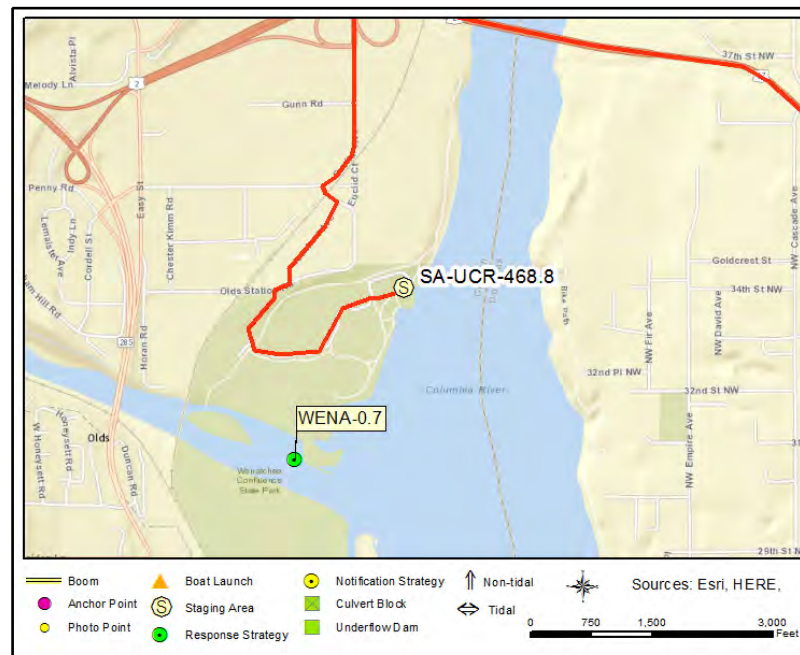 Melody Ln
Alvista Pl
2
Gunn Rd
37th St NW
Penny Rd
Easy St
Euclid Ct
Indy Ln
Lemaister Ave
Cordell St
Chester Kimm Rd
NW Cascade Ave
Goldcrest St
34th St NW
SA-UCR-468.8
S
Olds Station
Bike Path
NW Fir Ave
NW David Ave
285
Horan Rd
32nd Pl NW
32nd St NW
Columbia River
WENA-0.7
Olds
Honeysett Rd
W Honeysett Rd
Duncan Rd
NW Empire Ave
Wenatchee
Confluence
State Park
29th St N
Boom
Boat Launch
Notification Strategy
Non-tidal
Sources: Esri, HERE,
Anchor Point
S
Staging Area
Culvert Block
Tidal
Photo Point
Response Strategy
Underflow Dam
0 750 1,500 3,000
Feet